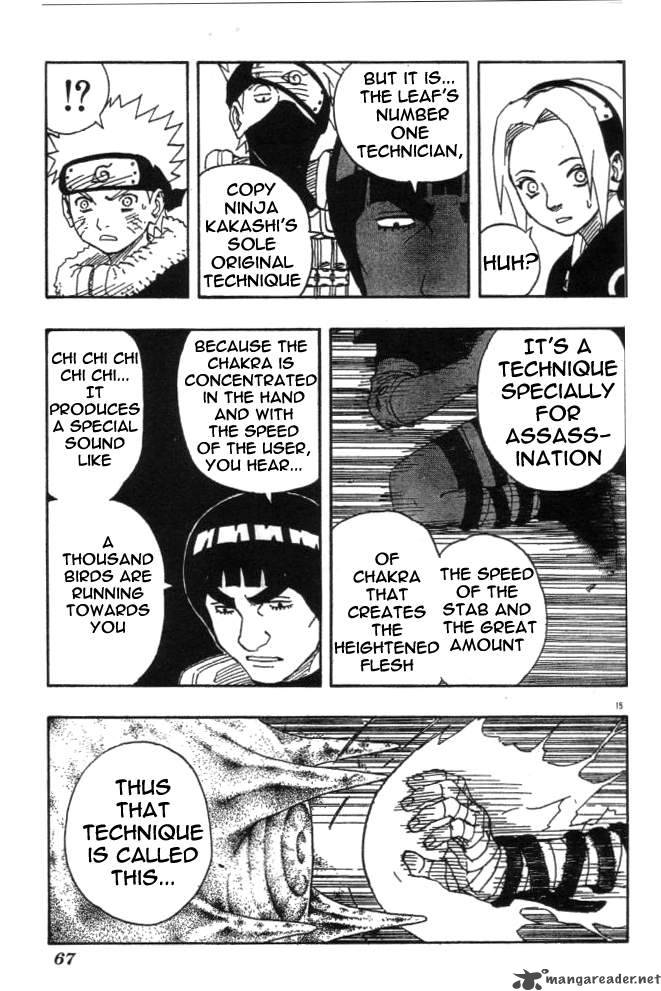 HUH?
BUT IT IS...
THE LEAF'S
NUMBER
ONE
TECHNICIAN,
COPY
NINJA
KAKASHI'S
SOLE
ORIGINAL
TECHNIQUE
!?
IT'S A
TECHNIQUE
SPECIALLY
FOR
ASSASS-
INATION
THE SPEED
OF THE
STAB AND
THE GREAT
AMOUNT
OF
CHAKRA
THAT
CREATES
THE
HEIGHTENED
FLESH
BECAUSE THE
CHAKRA IS
CONCENTRATED
IN THE HAND
AND WITH
THE SPEED
OF THE USER,
YOU HEAR...
CHI CHI CHI
CHI CHI...
IT
PRODUCES
A SPECIAL
SOUND
LIKE
A
THOUSAND
BIRDS ARE
RUNNING
TOWARDS
YOU
15
THUS
THAT
TECHNIQUE
IS CALLED
THIS...
67
mangareader.net